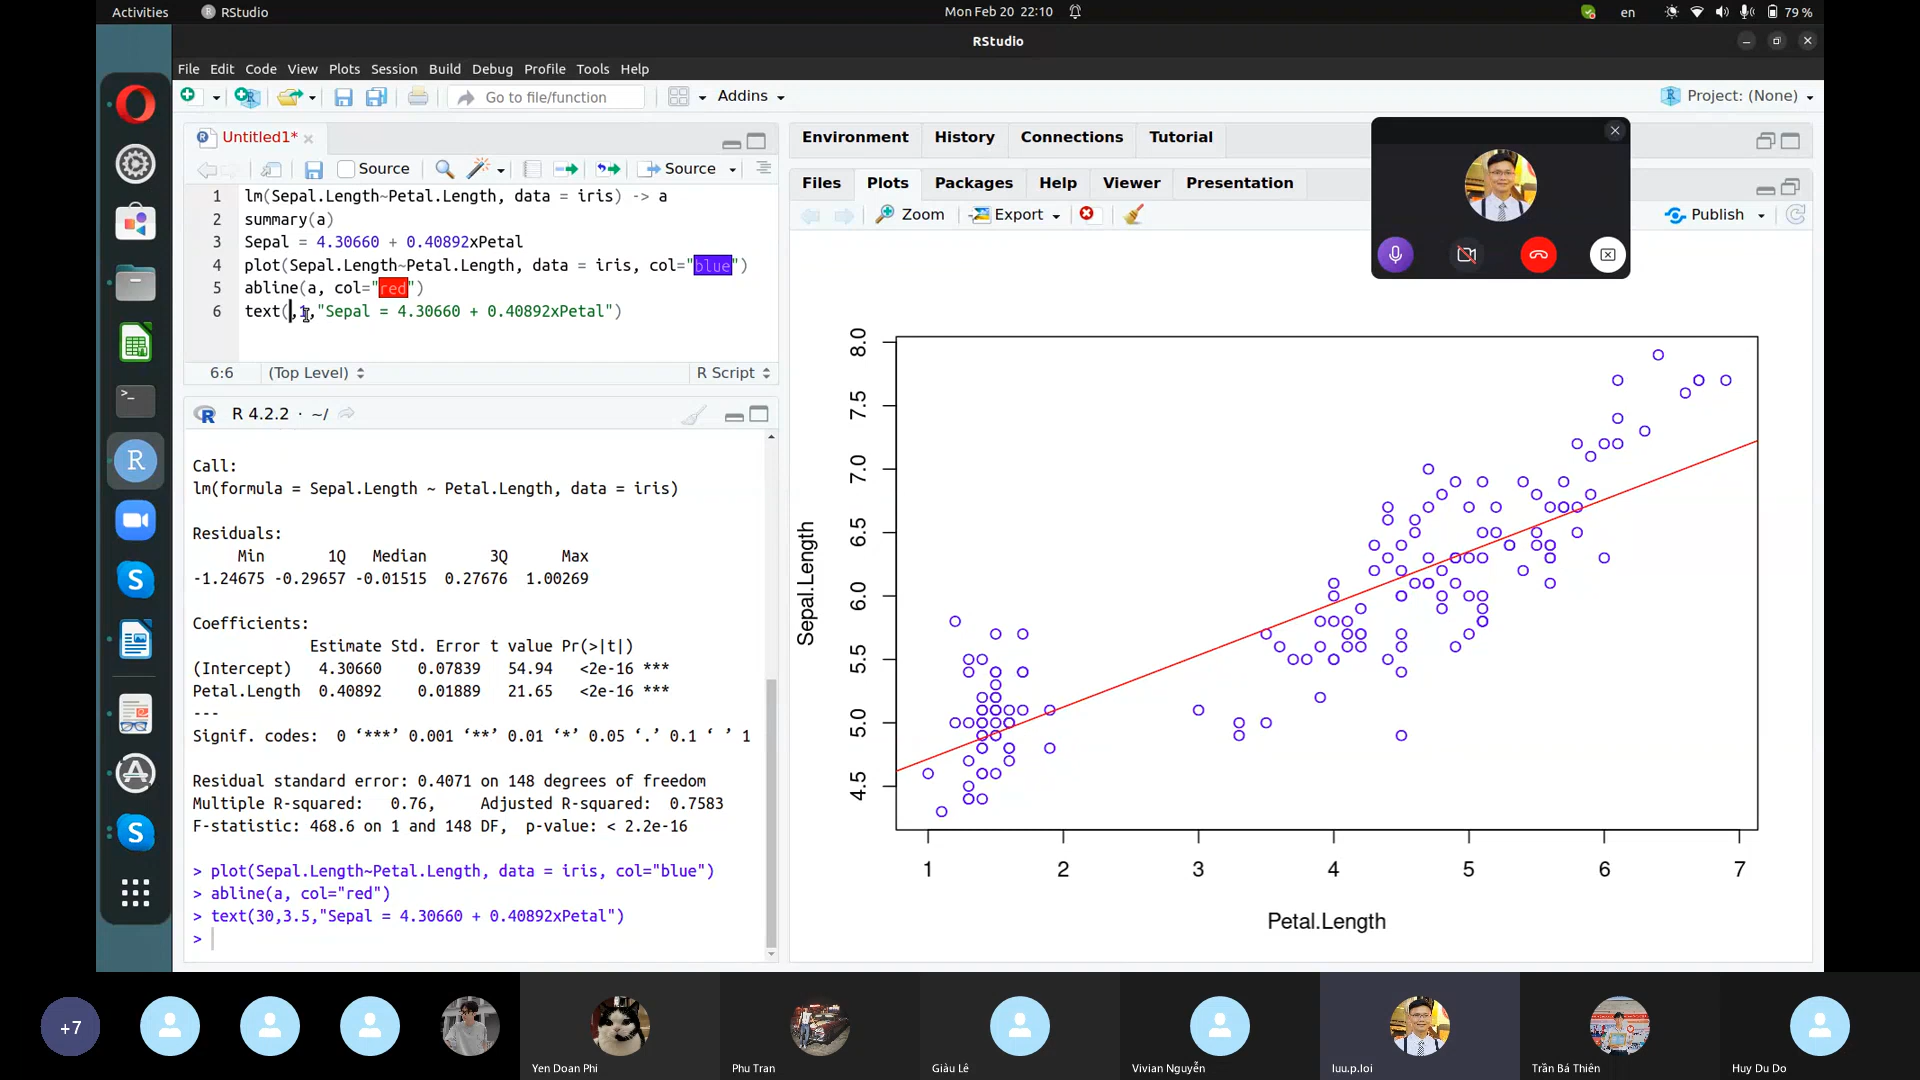 Activities
RStudio
Mon Feb 20 22:10
en
79 %
RStudio
File Edit Code View Plots Session Build Debug Profile Tools Help
Go to file/function
Addins
Project: (None)
Untitled1*
Source
Source
1 lm(Sepal.Length~Petal.Length, data = iris) -> a
2 summary(a)
3 Sepal = 4.30660 + 0.40892xPetal
4 plot(Sepal.Length~Petal.Length, data = iris, col="blue")
5 abline(a, col="red")
6 text(,1,"Sepal = 4.30660 + 0.40892xPetal")
6:6 (Top Level) R Script
R 4.2.2 · ~/
Call:
lm(formula = Sepal.Length ~ Petal.Length, data = iris)
Residuals:
Min 1Q Median 3Q Max
-1.24675 -0.29657 -0.01515 0.27676 1.00269
Coefficients:
Estimate Std. Error t value Pr(>|t|)
(Intercept) 4.30660 0.07839 54.94 <2e-16 ***
Petal.Length 0.40892 0.01889 21.65 <2e-16 ***
---
Signif. codes: 0 ‘***’ 0.001 ‘**’ 0.01 ‘*’ 0.05 ‘.’ 0.1 ‘ ’ 1
Residual standard error: 0.4071 on 148 degrees of freedom
Multiple R-squared: 0.76, Adjusted R-squared: 0.7583
F-statistic: 468.6 on 1 and 148 DF, p-value: < 2.2e-16
> plot(Sepal.Length~Petal.Length, data = iris, col="blue")
> abline(a, col="red")
> text(30,3.5,"Sepal = 4.30660 + 0.40892xPetal")
>
Environment History Connections Tutorial
Files Plots Packages Help Viewer Presentation
Zoom Export Publish
8.0
7.5
7.0
6.5
6.0
5.5
5.0
4.5
Sepal.Length
1 2 3 4 5 6 7
Petal.Length
+7
Yen Doan Phi
Phu Tran
Giàu Lê
Vivian Nguyễn
luu.p.loi
Trần Bá Thiên
Huy Du Do